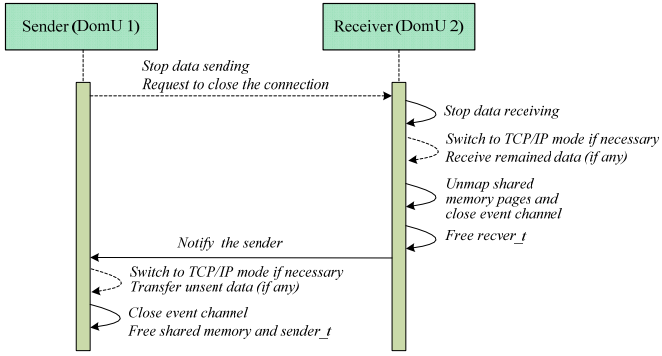 Sender (DomU 1)
Receiver (DomU 2)
Stop data sending
Request to close the connection
Stop data receiving
Switch to TCP/IP mode if necessary
Receive remained data (if any)
Unmap shared
memory pages and
close event channel
Free recver_t
Notify the sender
Switch to TCP/IP mode if necessary
Transfer unsent data (if any)
Close event channel
Free shared memory and sender_t